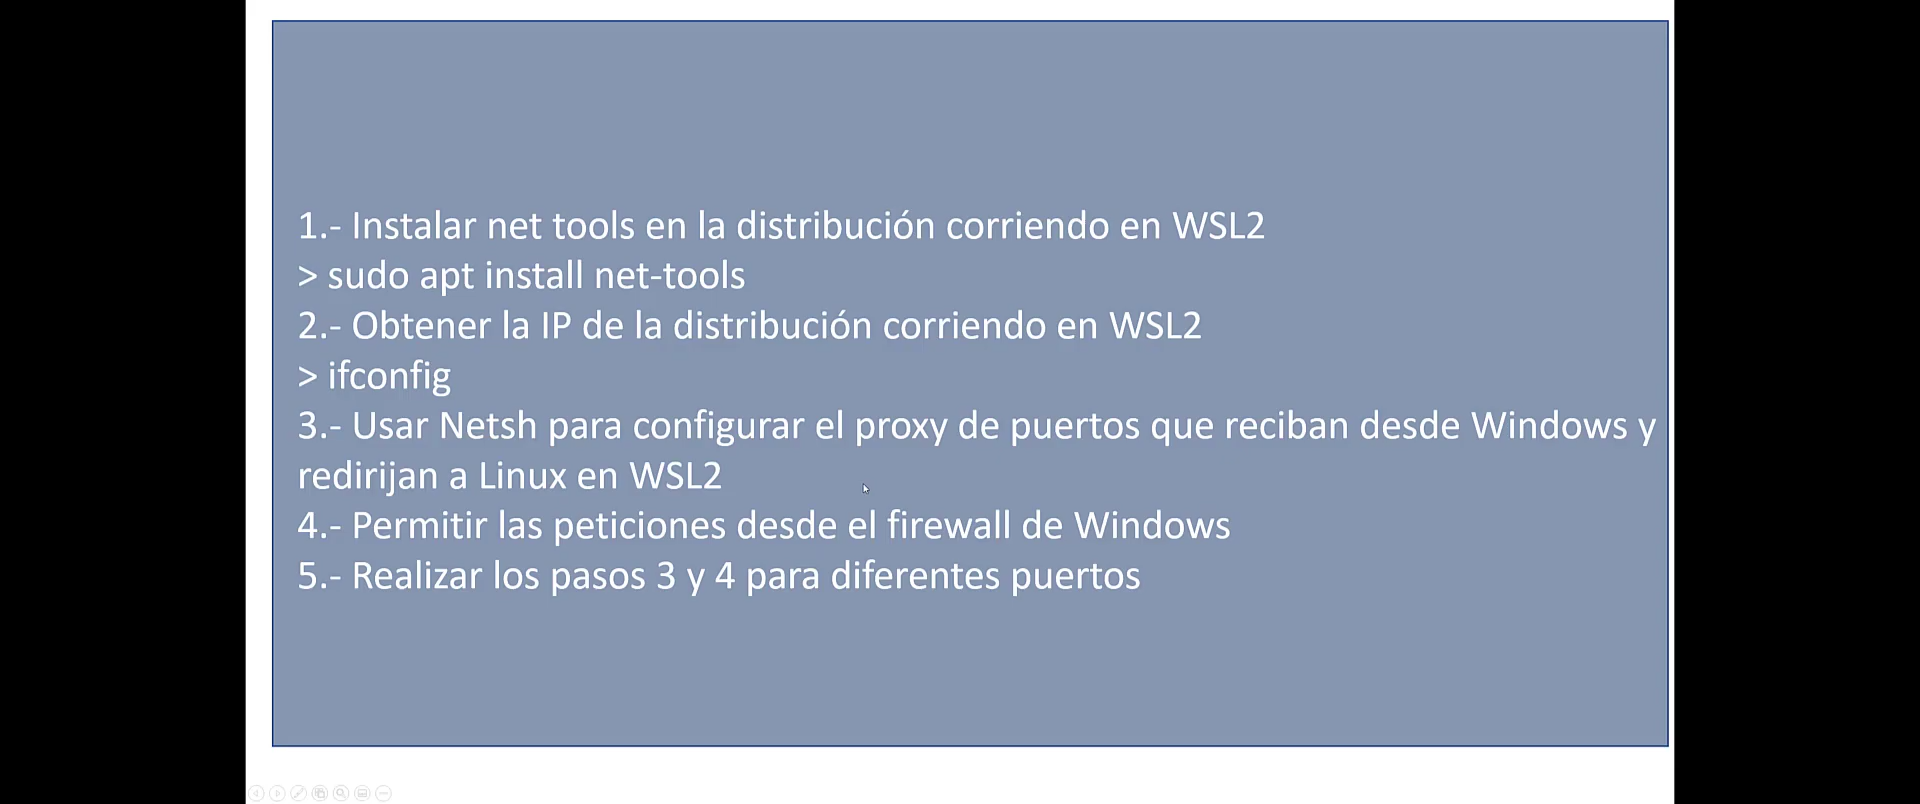 1.- Instalar net tools en la distribución corriendo en WSL2
> sudo apt install net-tools
2.- Obtener la IP de la distribución corriendo en WSL2
> ifconfig
3.- Usar Netsh para configurar el proxy de puertos que reciban desde Windows y
redirijan a Linux en WSL2
4.- Permitir las peticiones desde el firewall de Windows
5.- Realizar los pasos 3 y 4 para diferentes puertos